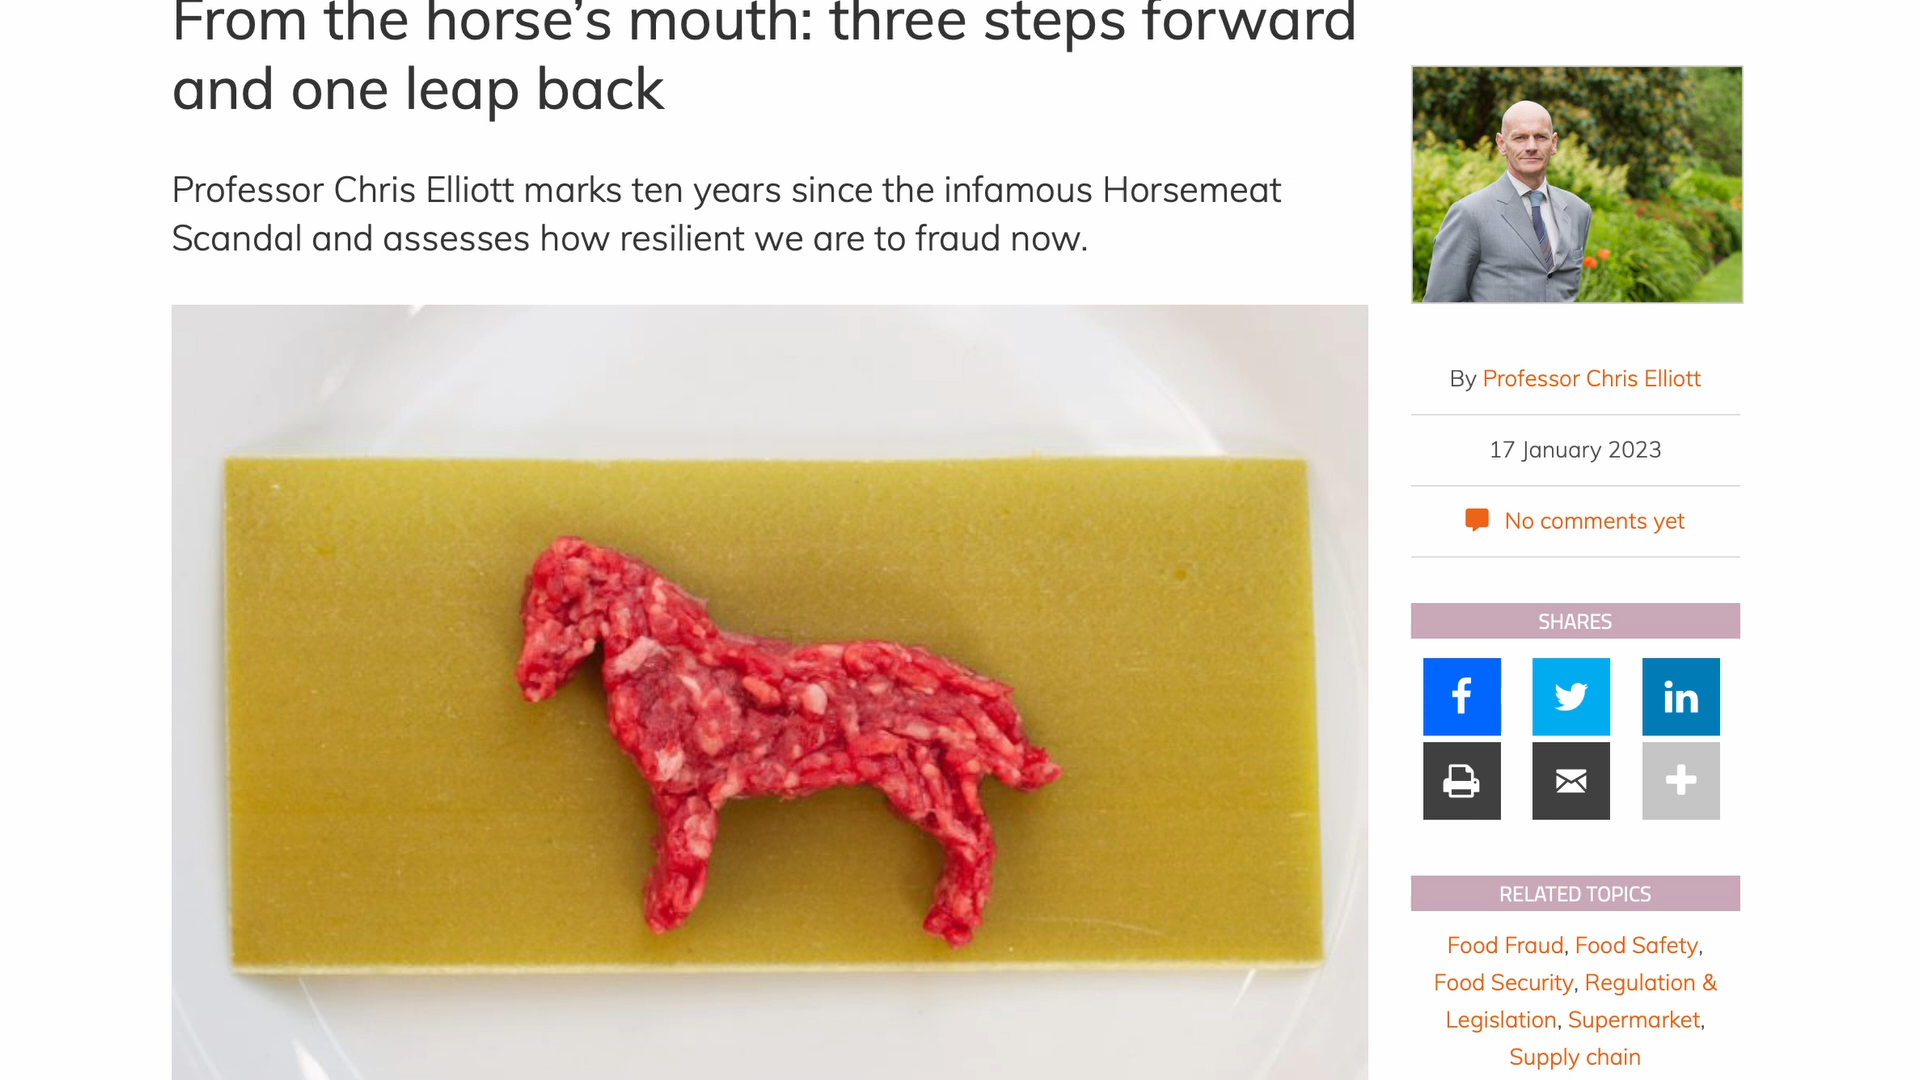 From the horse's mouth: three steps forward
and one leap back
Professor Chris Elliott marks ten years since the infamous Horsemeat
Scandal and assesses how resilient we are to fraud now.
By Professor Chris Elliott
17 January 2023
No comments yet
SHARES
f
in
RELATED TOPICS
Food Fraud, Food Safety,
Food Security, Regulation &
Legislation, Supermarket,
Supply chain